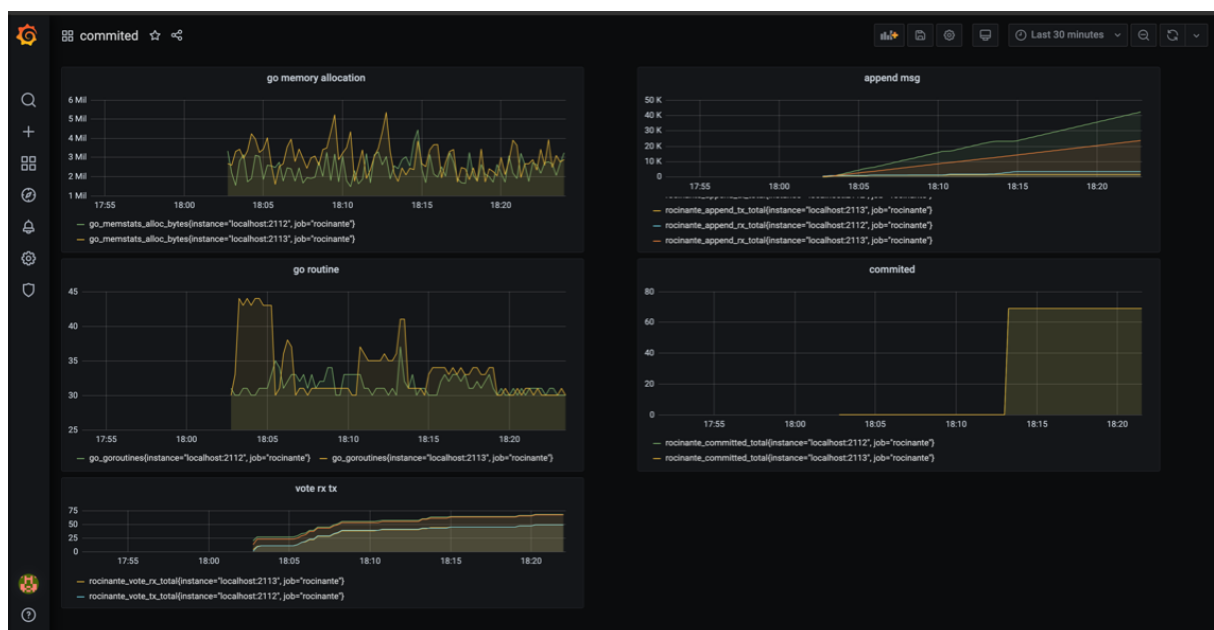 commited
Last 30 minutes
go memory allocation
6 Mil
5 Mil
4 Mil
3 Mil
2 Mil
1 Mil
17:55 18:00 18:05 18:10 18:15 18:20
go_memstats_alloc_bytes{instance="localhost:2112", job="rocinante"}
go_memstats_alloc_bytes{instance="localhost:2113", job="rocinante"}
append msg
50 K
40 K
30 K
20 K
10 K
0
17:55 18:00 18:05 18:10 18:15 18:20
rocinante_append_tx_total{instance="localhost:2113", job="rocinante"}
rocinante_append_rx_total{instance="localhost:2112", job="rocinante"}
rocinante_append_rx_total{instance="localhost:2113", job="rocinante"}
go routine
45
40
35
30
25
17:55 18:00 18:05 18:10 18:15 18:20
go_goroutines{instance="localhost:2112", job="rocinante"} go_goroutines{instance="localhost:2113", job="rocinante"}
commited
80
60
40
20
0
17:55 18:00 18:05 18:10 18:15 18:20
rocinante_committed_total{instance="localhost:2112", job="rocinante"}
rocinante_committed_total{instance="localhost:2113", job="rocinante"}
vote rx tx
75
50
25
0
17:55 18:00 18:05 18:10 18:15 18:20
rocinante_vote_rx_total{instance="localhost:2113", job="rocinante"}
rocinante_vote_tx_total{instance="localhost:2112", job="rocinante"}